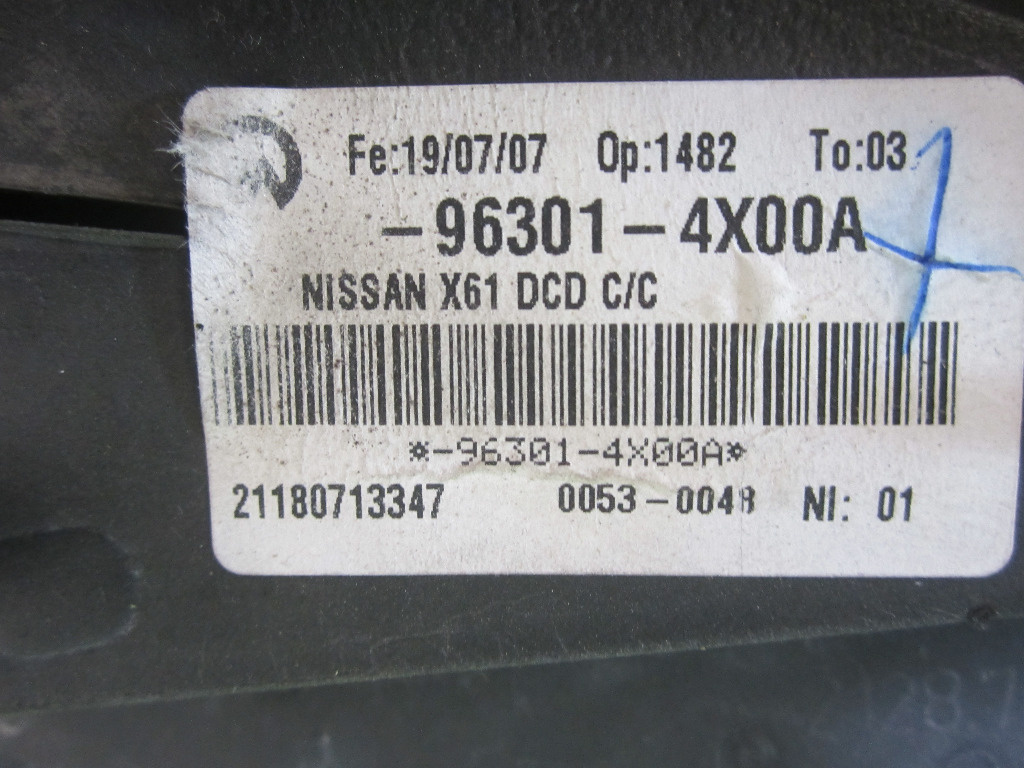 Fe:19/07/07 Op:1482 To:03
-96301-4X00A
NISSAN X61 DCD C/C
*-96301-4X00A*
21180713347 0053-0048 NI: 01